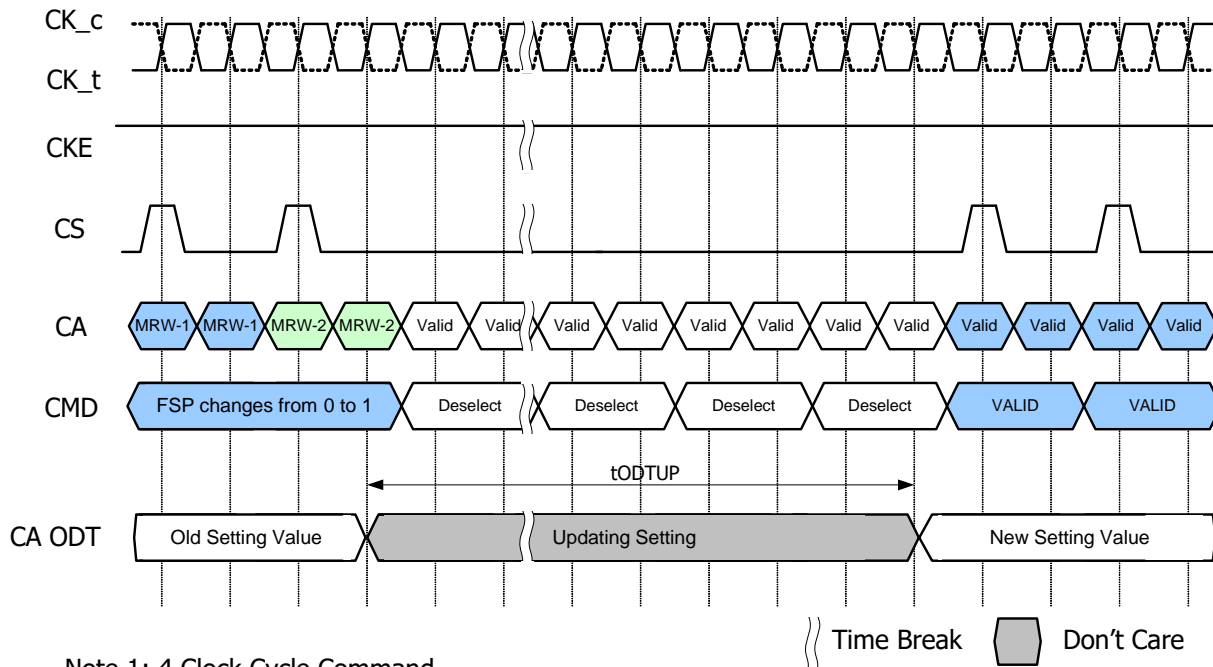 CK_c
CK_t
CKE
CS
CA MRW-1 MRW-1 MRW-2 MRW-2 Valid Valid Valid Valid Valid Valid Valid Valid Valid Valid Valid Valid
CMD FSP changes from 0 to 1 Deselect Deselect Deselect Deselect VALID VALID
tODTUP
CA ODT Old Setting Value Updating Setting New Setting Value
Time Break Don't Care
Note 1: 4 Clock Cycle Command